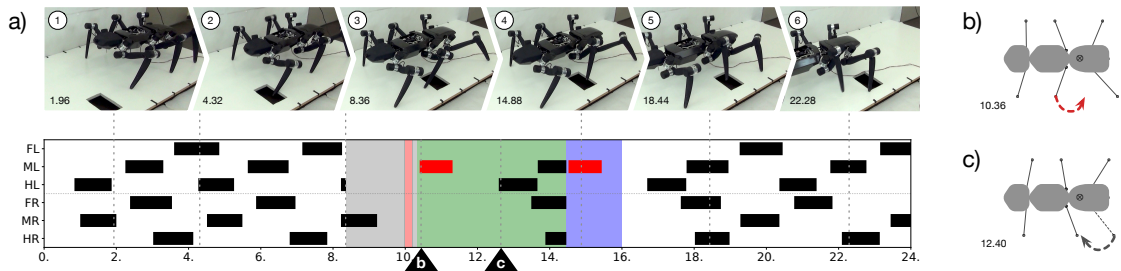 a)
1 2 3 4 5 6
1.96 4.32 8.36 14.88 18.44 22.28
FL
ML
HL
FR
MR
HR
0. 2. 4. 6. 8. 10. 12. 14. 16. 18. 20. 22. 24.
b c
b)
10.36
c)
12.40